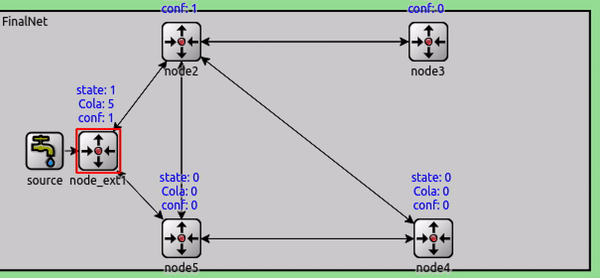 conf: 1
conf: 0
FinalNet
node2
node3
state: 1
Cola: 5
conf: 1
source
node_ext1
state: 0
Cola: 0
conf: 0
state: 0
Cola: 0
conf: 0
node5
node4